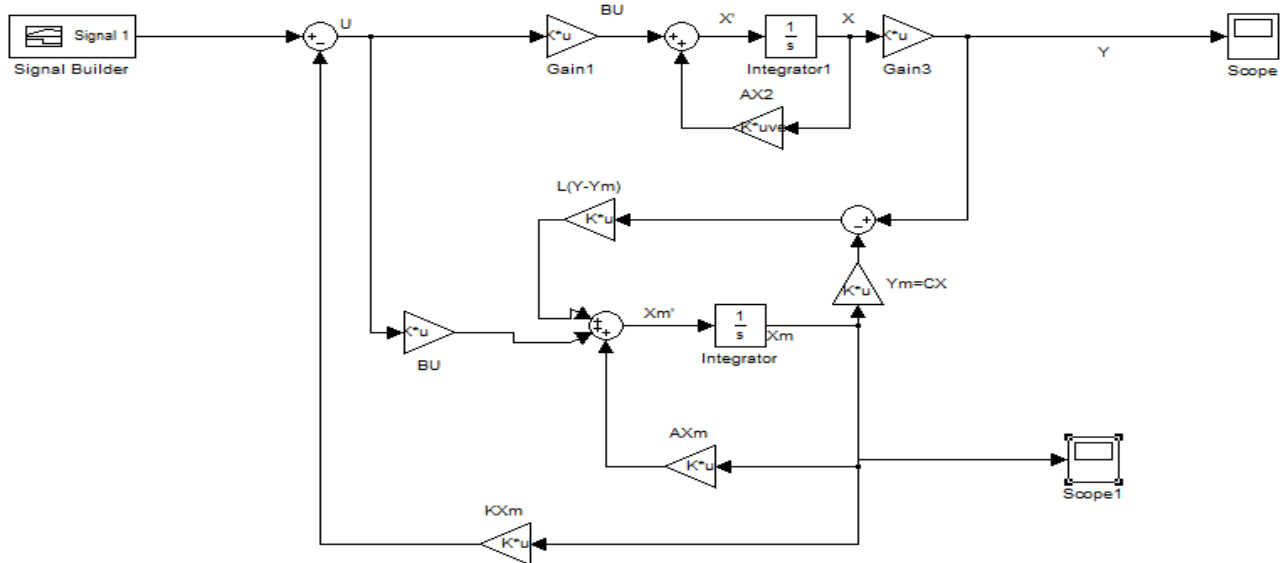 BU
U
X'
X
Signal 1
K*u
1
s
K*u
Signal Builder
Gain1
Integrator1
Gain3
Y
Scope
AX2
K*uve
L(Y-Ym)
K*u
K*u
Ym=CX
Xm'
1
s
Xm
K*u
BU
Integrator
AXm
K*u
Scope1
KXm
K*u